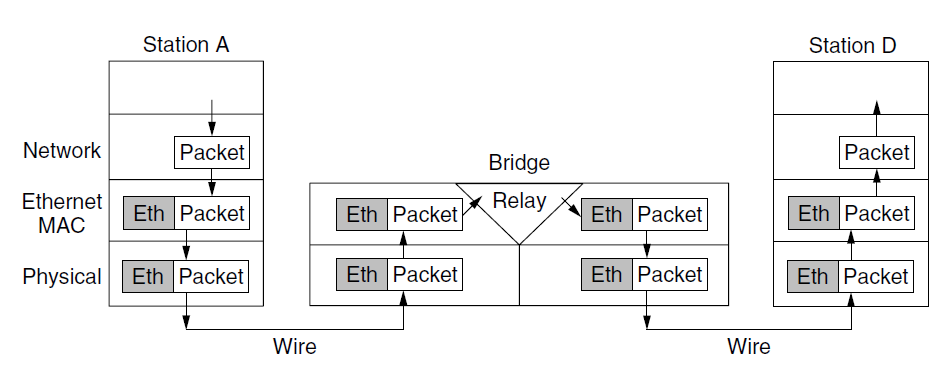 Station A
Station D
Network
Packet
Packet
Bridge
Ethernet
MAC
Eth Packet
Eth Packet
Relay
Eth Packet
Eth Packet
Physical
Eth Packet
Eth Packet
Eth Packet
Eth Packet
Wire
Wire